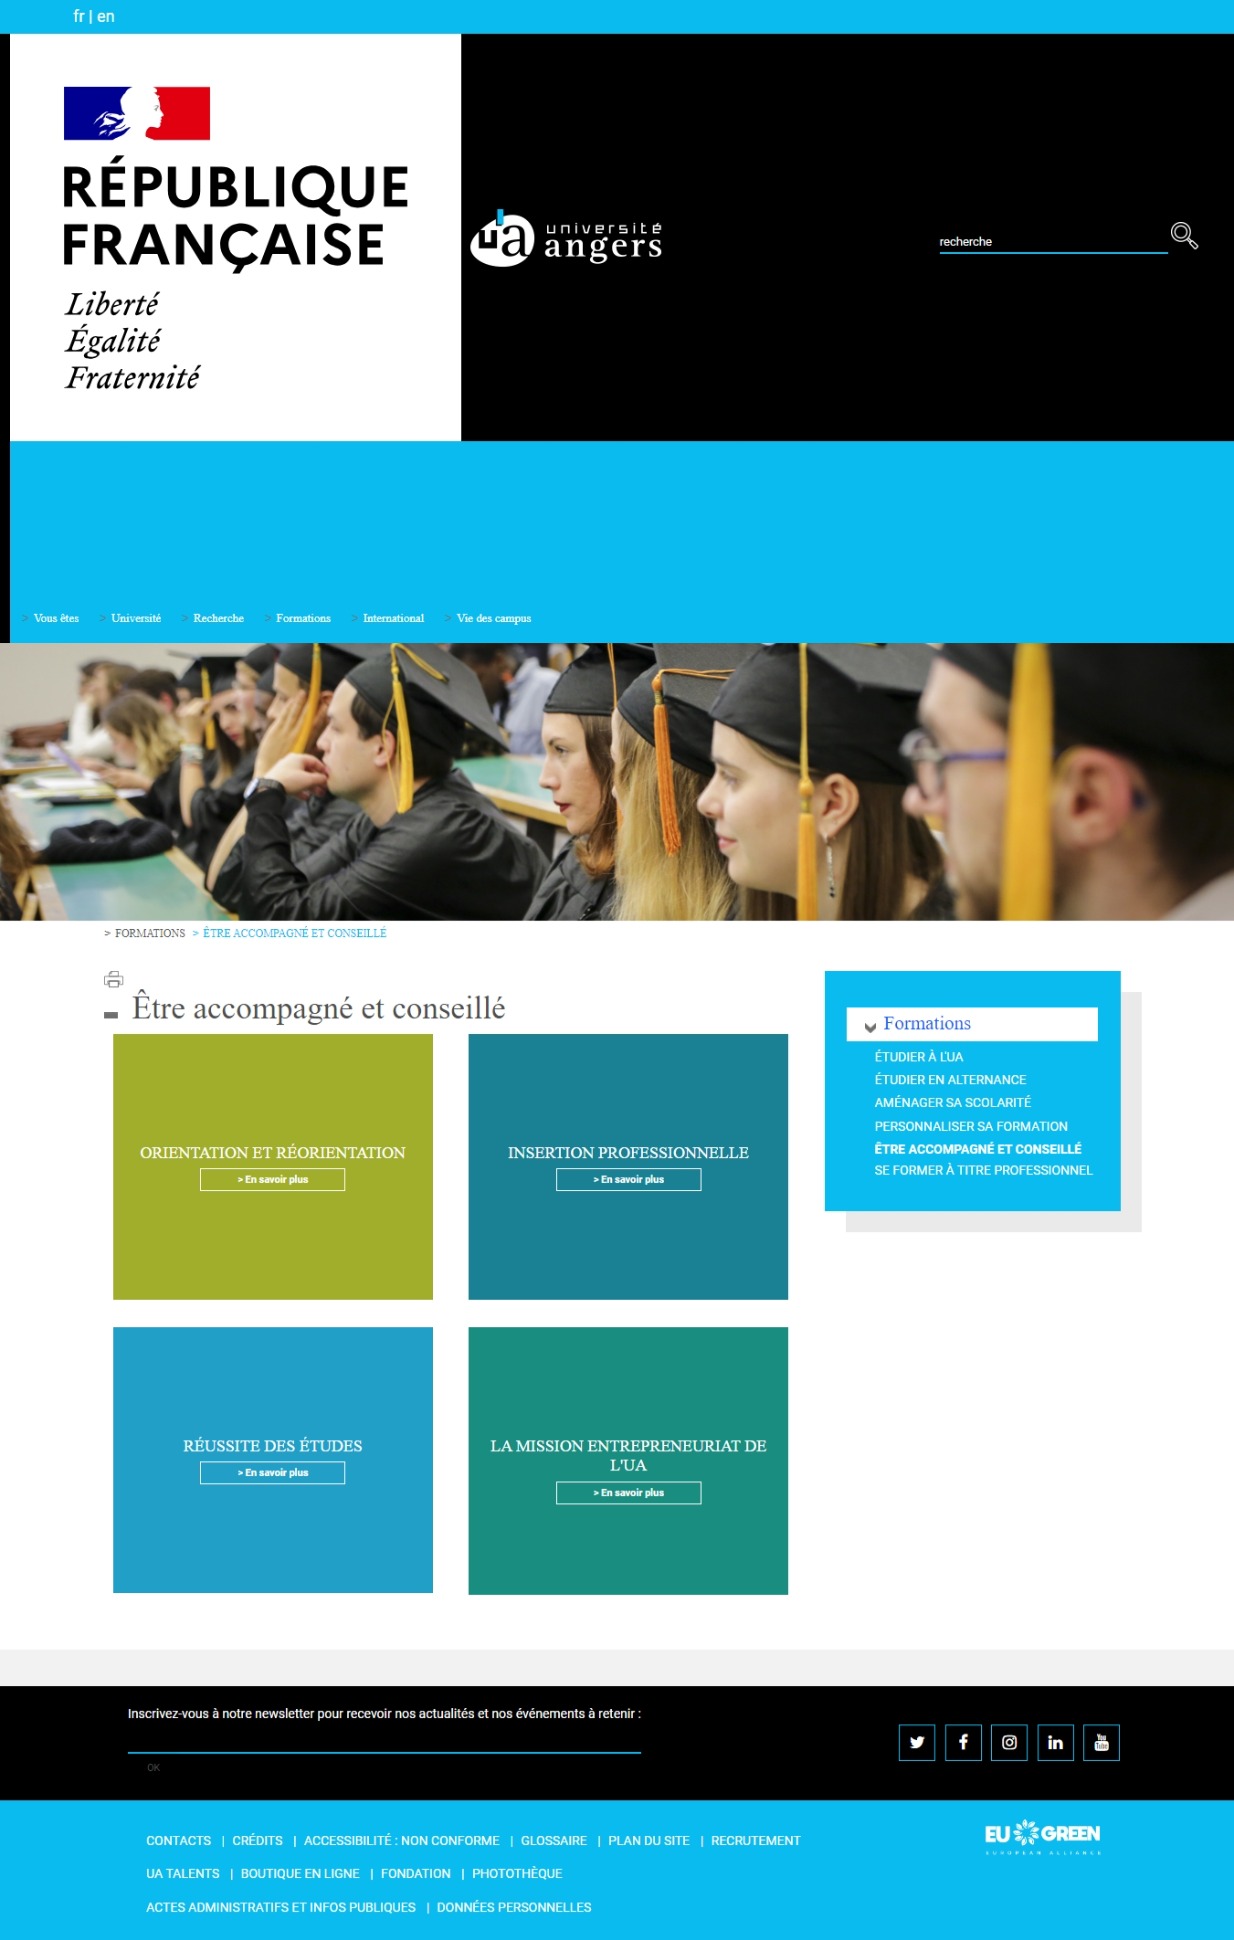 fr | en
RÉPUBLIQUE
FRANÇAISE
Liberté
Égalité
Fraternité
ua université
angers
recherche
> Vous êtes > Université > Recherche > Formations > International > Vie des campus
> FORMATIONS > ÊTRE ACCOMPAGNÉ ET CONSEILLÉ
Être accompagné et conseillé
ORIENTATION ET RÉORIENTATION
> En savoir plus
INSERTION PROFESSIONNELLE
> En savoir plus
RÉUSSITE DES ÉTUDES
> En savoir plus
LA MISSION ENTREPRENEURIAT DE
L'UA
> En savoir plus
Formations
ÉTUDIER À L'UA
ÉTUDIER EN ALTERNANCE
AMÉNAGER SA SCOLARITÉ
PERSONNALISER SA FORMATION
ÊTRE ACCOMPAGNÉ ET CONSEILLÉ
SE FORMER À TITRE PROFESSIONNEL
Inscrivez-vous à notre newsletter pour recevoir nos actualités et nos événements à retenir :
OK
You
Tube
CONTACTS | CRÉDITS | ACCESSIBILITÉ : NON CONFORME | GLOSSAIRE | PLAN DU SITE | RECRUTEMENT
UA TALENTS | BOUTIQUE EN LIGNE | FONDATION | PHOTOTHÈQUE
ACTES ADMINISTRATIFS ET INFOS PUBLIQUES | DONNÉES PERSONNELLES
EU GREEN
EUROPEAN ALLIANCE